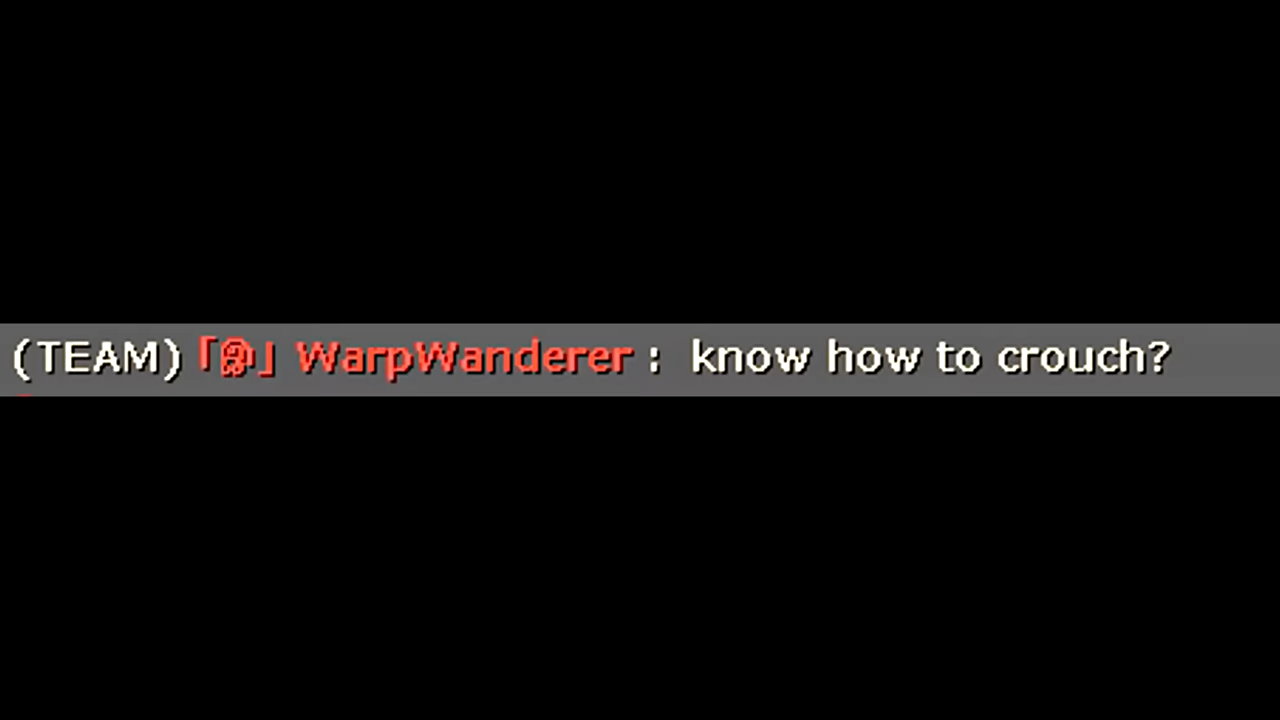 (TEAM) 「@」 WarpWanderer :  know how to crouch?